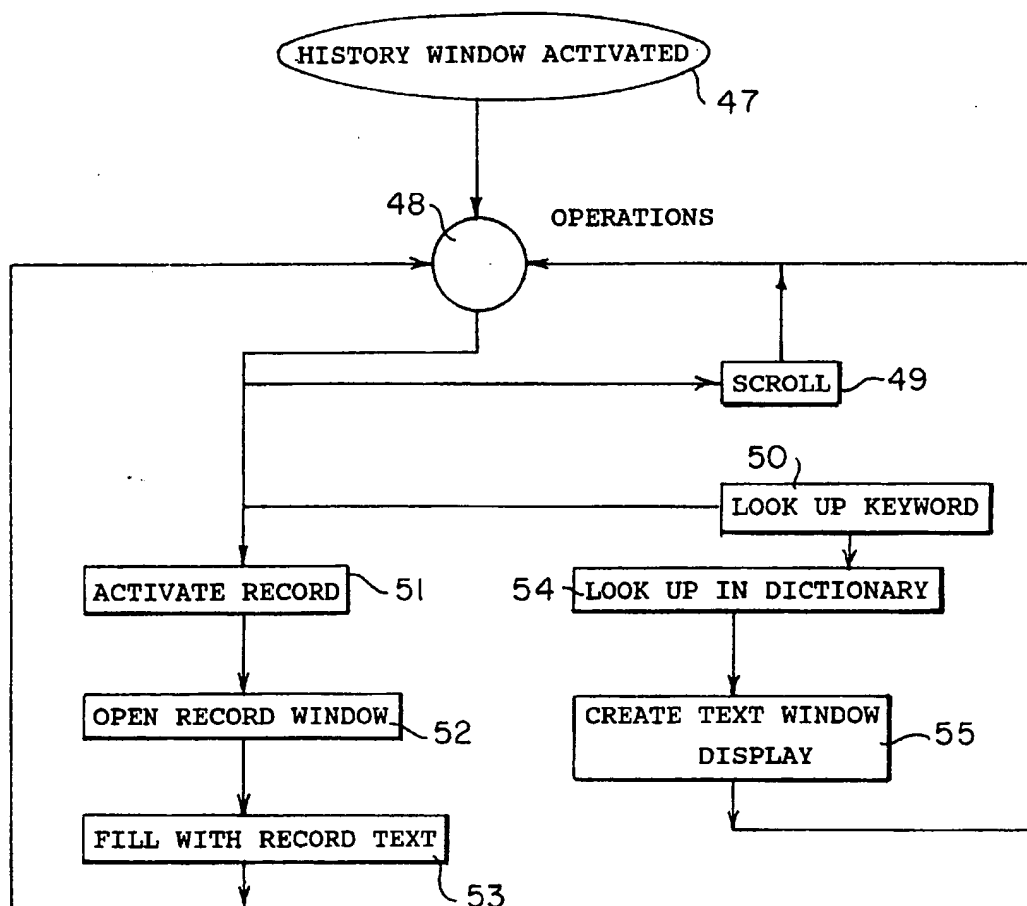 HISTORY WINDOW ACTIVATED
47
48
OPERATIONS
SCROLL
49
50
LOOK UP KEYWORD
ACTIVATE RECORD
51
54
LOOK UP IN DICTIONARY
OPEN RECORD WINDOW
52
CREATE TEXT WINDOW
DISPLAY
55
FILL WITH RECORD TEXT
53